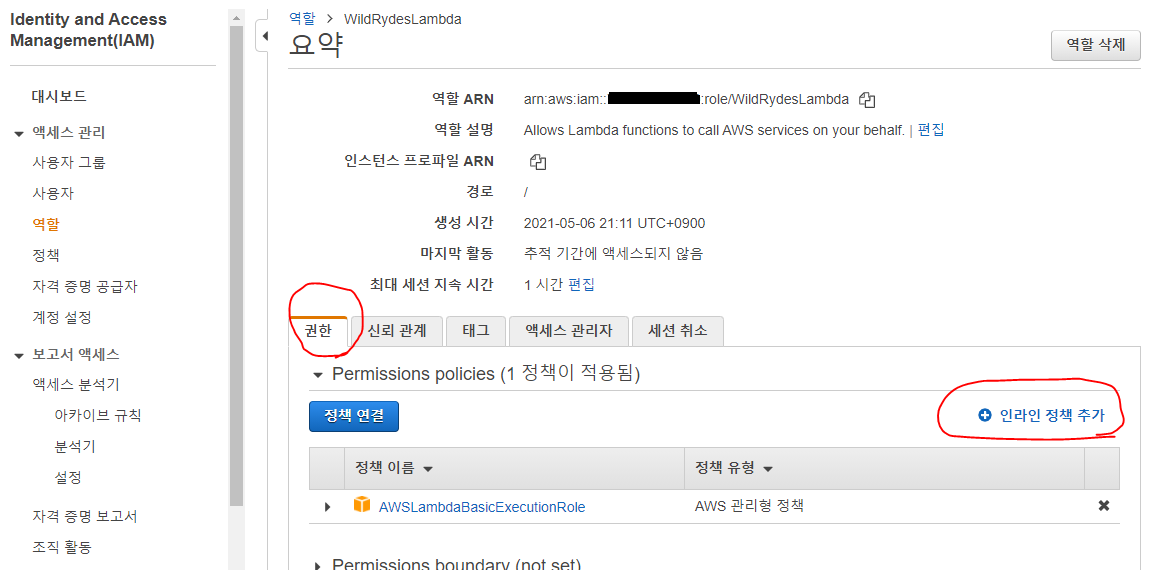 Identity and Access
Management(IAM)
대시보드
액세스 관리
사용자 그룹
사용자
역할
정책
자격 증명 공급자
계정 설정
보고서 액세스
액세스 분석기
아카이브 규칙
분석기
설정
자격 증명 보고서
조직 활동
역할 > WildRydesLambda
요약
역할 삭제
역할 ARN arn:aws:iam:: :role/WildRydesLambda
역할 설명 Allows Lambda functions to call AWS services on your behalf. | 편집
인스턴스 프로파일 ARN
경로 /
생성 시간 2021-05-06 21:11 UTC+0900
마지막 활동 추적 기간에 액세스되지 않음
최대 세션 지속 시간 1 시간 편집
권한 신뢰 관계 태그 액세스 관리자 세션 취소
Permissions policies (1 정책이 적용됨)
정책 연결 인라인 정책 추가
정책 이름 정책 유형
AWSLambdaBasicExecutionRole AWS 관리형 정책
Permissions boundary (not set)